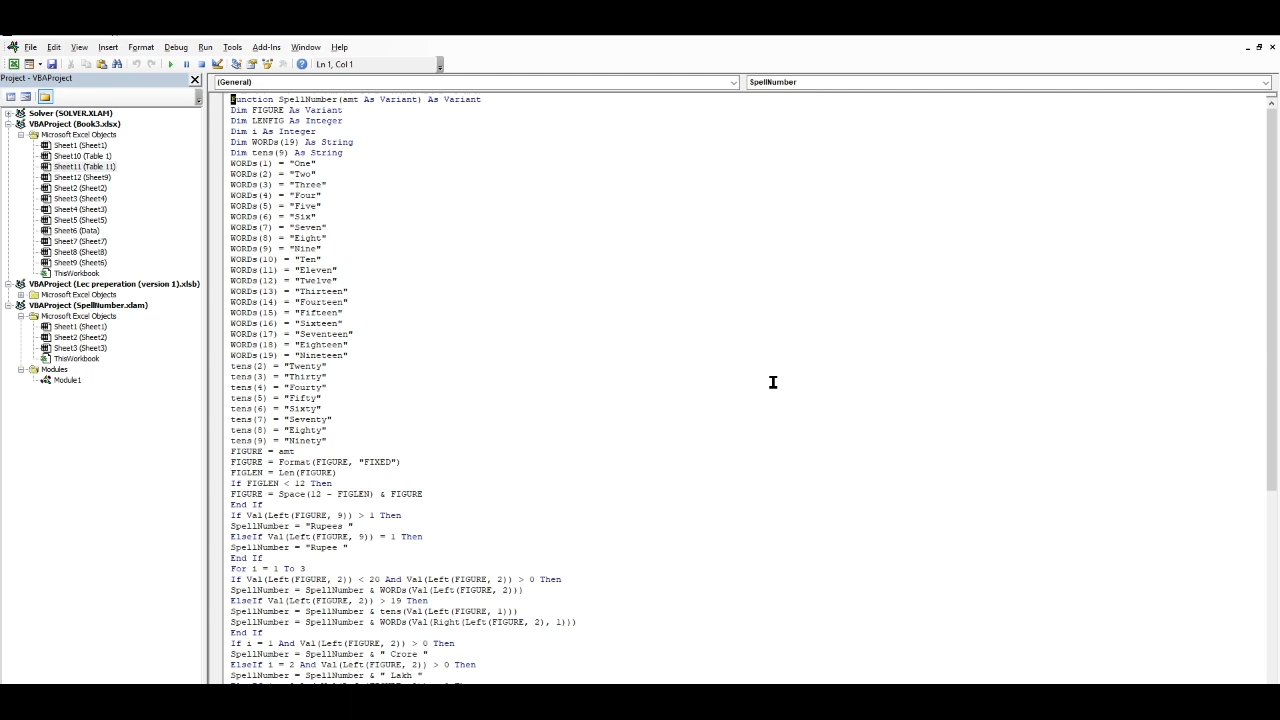 File Edit View Insert Format Debug Run Tools Add-Ins Window Help
Ln 1, Col 1
Project - VBAProject
Solver (SOLVER.XLAM)
VBAProject (Book3.xlsx)
Microsoft Excel Objects
Sheet1 (Sheet1)
Sheet10 (Table 1)
Sheet11 (Table 11)
Sheet12 (Sheet9)
Sheet2 (Sheet2)
Sheet3 (Sheet4)
Sheet4 (Sheet3)
Sheet5 (Sheet5)
Sheet6 (Data)
Sheet7 (Sheet7)
Sheet8 (Sheet8)
Sheet9 (Sheet6)
ThisWorkbook
VBAProject (Lec preperation (version 1).xlsb)
Microsoft Excel Objects
VBAProject (SpellNumber.xlam)
Microsoft Excel Objects
Sheet1 (Sheet1)
Sheet2 (Sheet2)
Sheet3 (Sheet3)
ThisWorkbook
Modules
Module1
(General) SpellNumber
Function SpellNumber(amt As Variant) As Variant
Dim FIGURE As Variant
Dim LENFIG As Integer
Dim i As Integer
Dim WORDs(19) As String
Dim tens(9) As String
WORDs(1) = "One"
WORDs(2) = "Two"
WORDs(3) = "Three"
WORDs(4) = "Four"
WORDs(5) = "Five"
WORDs(6) = "Six"
WORDs(7) = "Seven"
WORDs(8) = "Eight"
WORDs(9) = "Nine"
WORDs(10) = "Ten"
WORDs(11) = "Eleven"
WORDs(12) = "Twelve"
WORDs(13) = "Thirteen"
WORDs(14) = "Fourteen"
WORDs(15) = "Fifteen"
WORDs(16) = "Sixteen"
WORDs(17) = "Seventeen"
WORDs(18) = "Eighteen"
WORDs(19) = "Nineteen"
tens(2) = "Twenty"
tens(3) = "Thirty"
tens(4) = "Fourty"
tens(5) = "Fifty"
tens(6) = "Sixty"
tens(7) = "Seventy"
tens(8) = "Eighty"
tens(9) = "Ninety"
FIGURE = amt
FIGURE = Format(FIGURE, "FIXED")
FIGLEN = Len(FIGURE)
If FIGLEN < 12 Then
FIGURE = Space(12 - FIGLEN) & FIGURE
End If
If Val(Left(FIGURE, 9)) > 1 Then
SpellNumber = "Rupees "
ElseIf Val(Left(FIGURE, 9)) = 1 Then
SpellNumber = "Rupee "
End If
For i = 1 To 3
If Val(Left(FIGURE, 2)) < 20 And Val(Left(FIGURE, 2)) > 0 Then
SpellNumber = SpellNumber & WORDs(Val(Left(FIGURE, 2)))
ElseIf Val(Left(FIGURE, 2)) > 19 Then
SpellNumber = SpellNumber & tens(Val(Left(FIGURE, 1)))
SpellNumber = SpellNumber & WORDs(Val(Right(Left(FIGURE, 2), 1)))
End If
If i = 1 And Val(Left(FIGURE, 2)) > 0 Then
SpellNumber = SpellNumber & " Crore "
ElseIf i = 2 And Val(Left(FIGURE, 2)) > 0 Then
SpellNumber = SpellNumber & " Lakh "